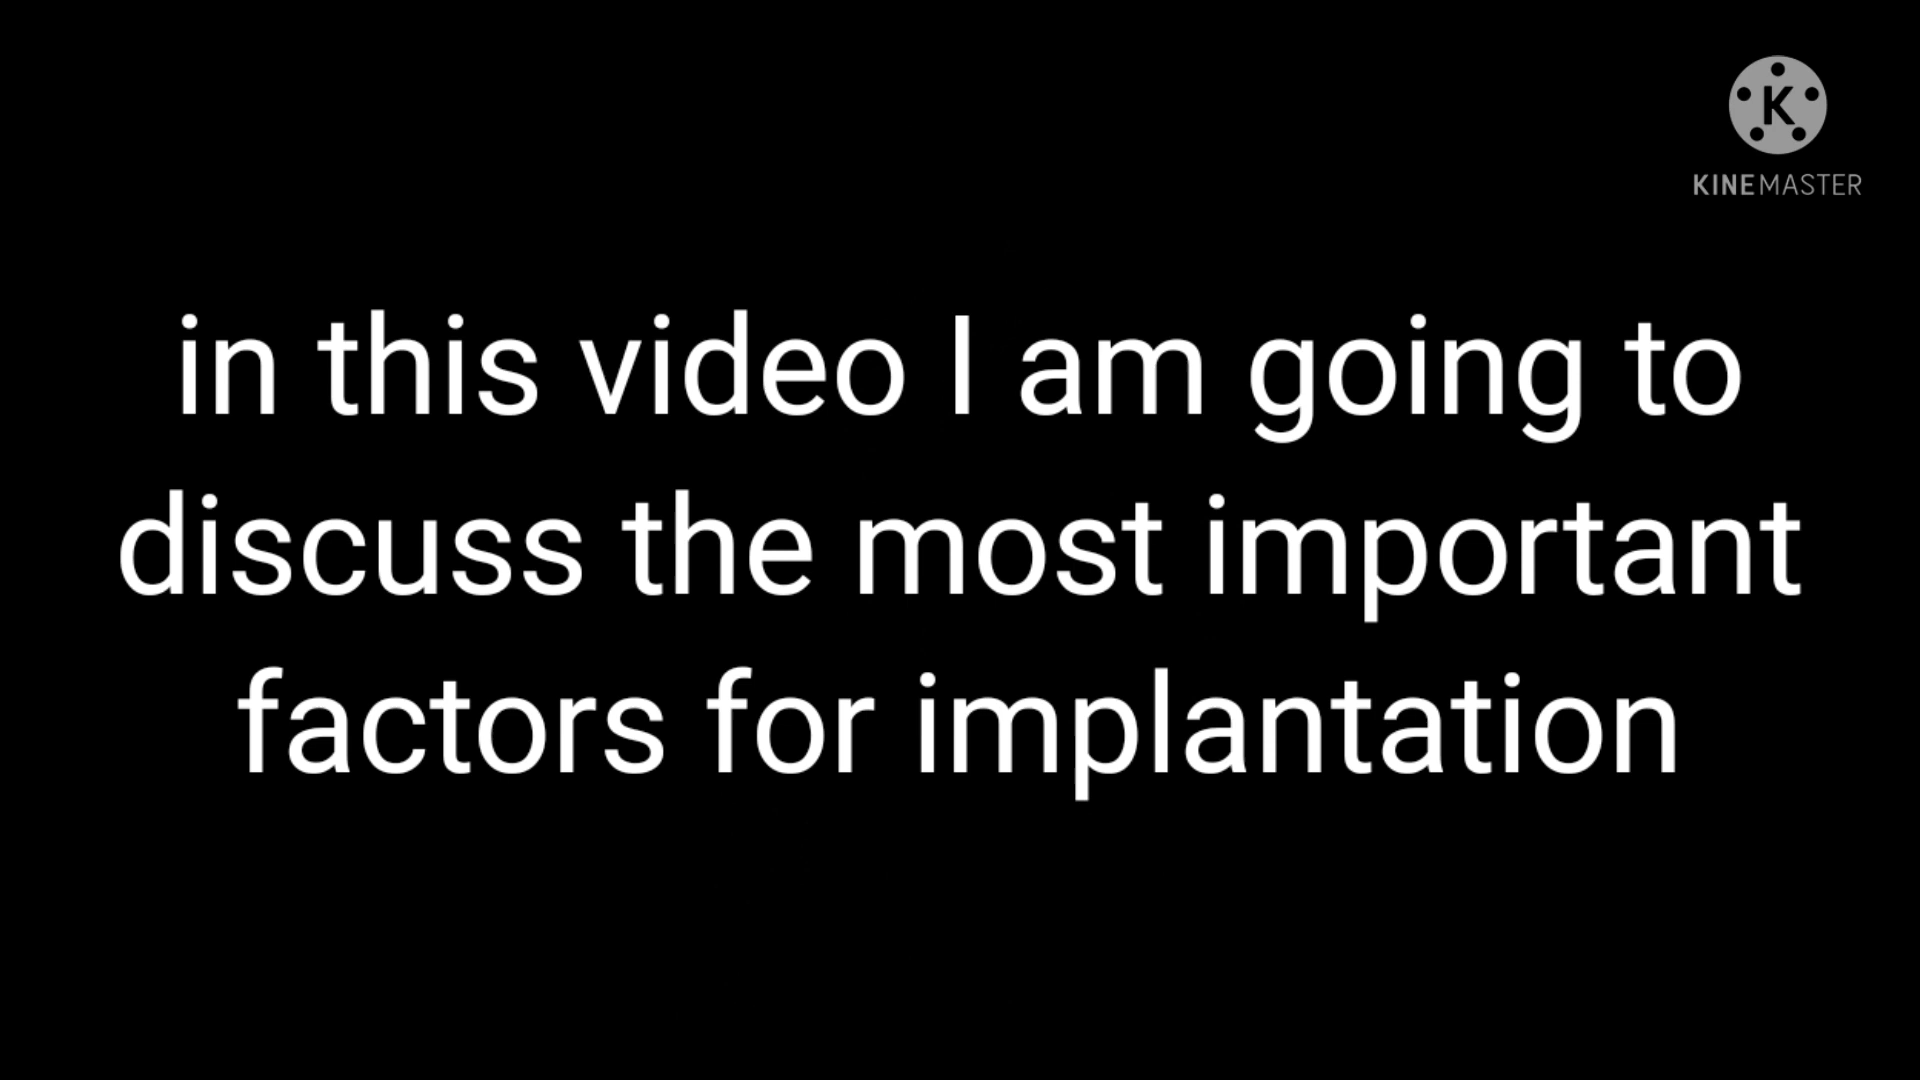 K
KINEMASTER
in this video I am going to
discuss the most important
factors for implantation